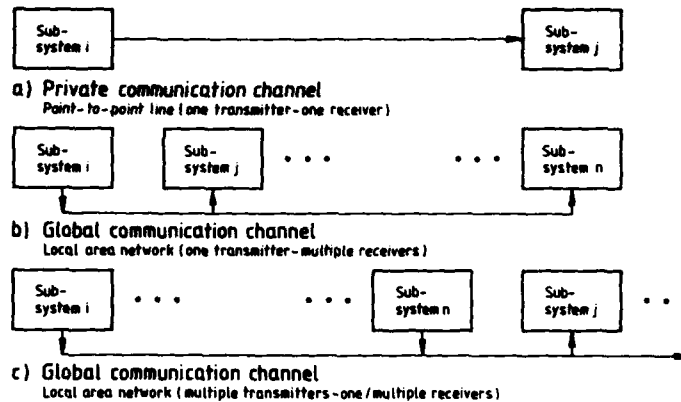 Sub-
system i
Sub-
system j
a) Private communication channel
Point-to-point line (one transmitter-one receiver)
Sub-
system i
Sub-
system j
Sub-
system n
b) Global communication channel
Local area network (one transmitter-multiple receivers)
Sub-
system i
Sub-
system n
Sub-
system j
c) Global communication channel
Local area network (multiple transmitters-one/multiple receivers)